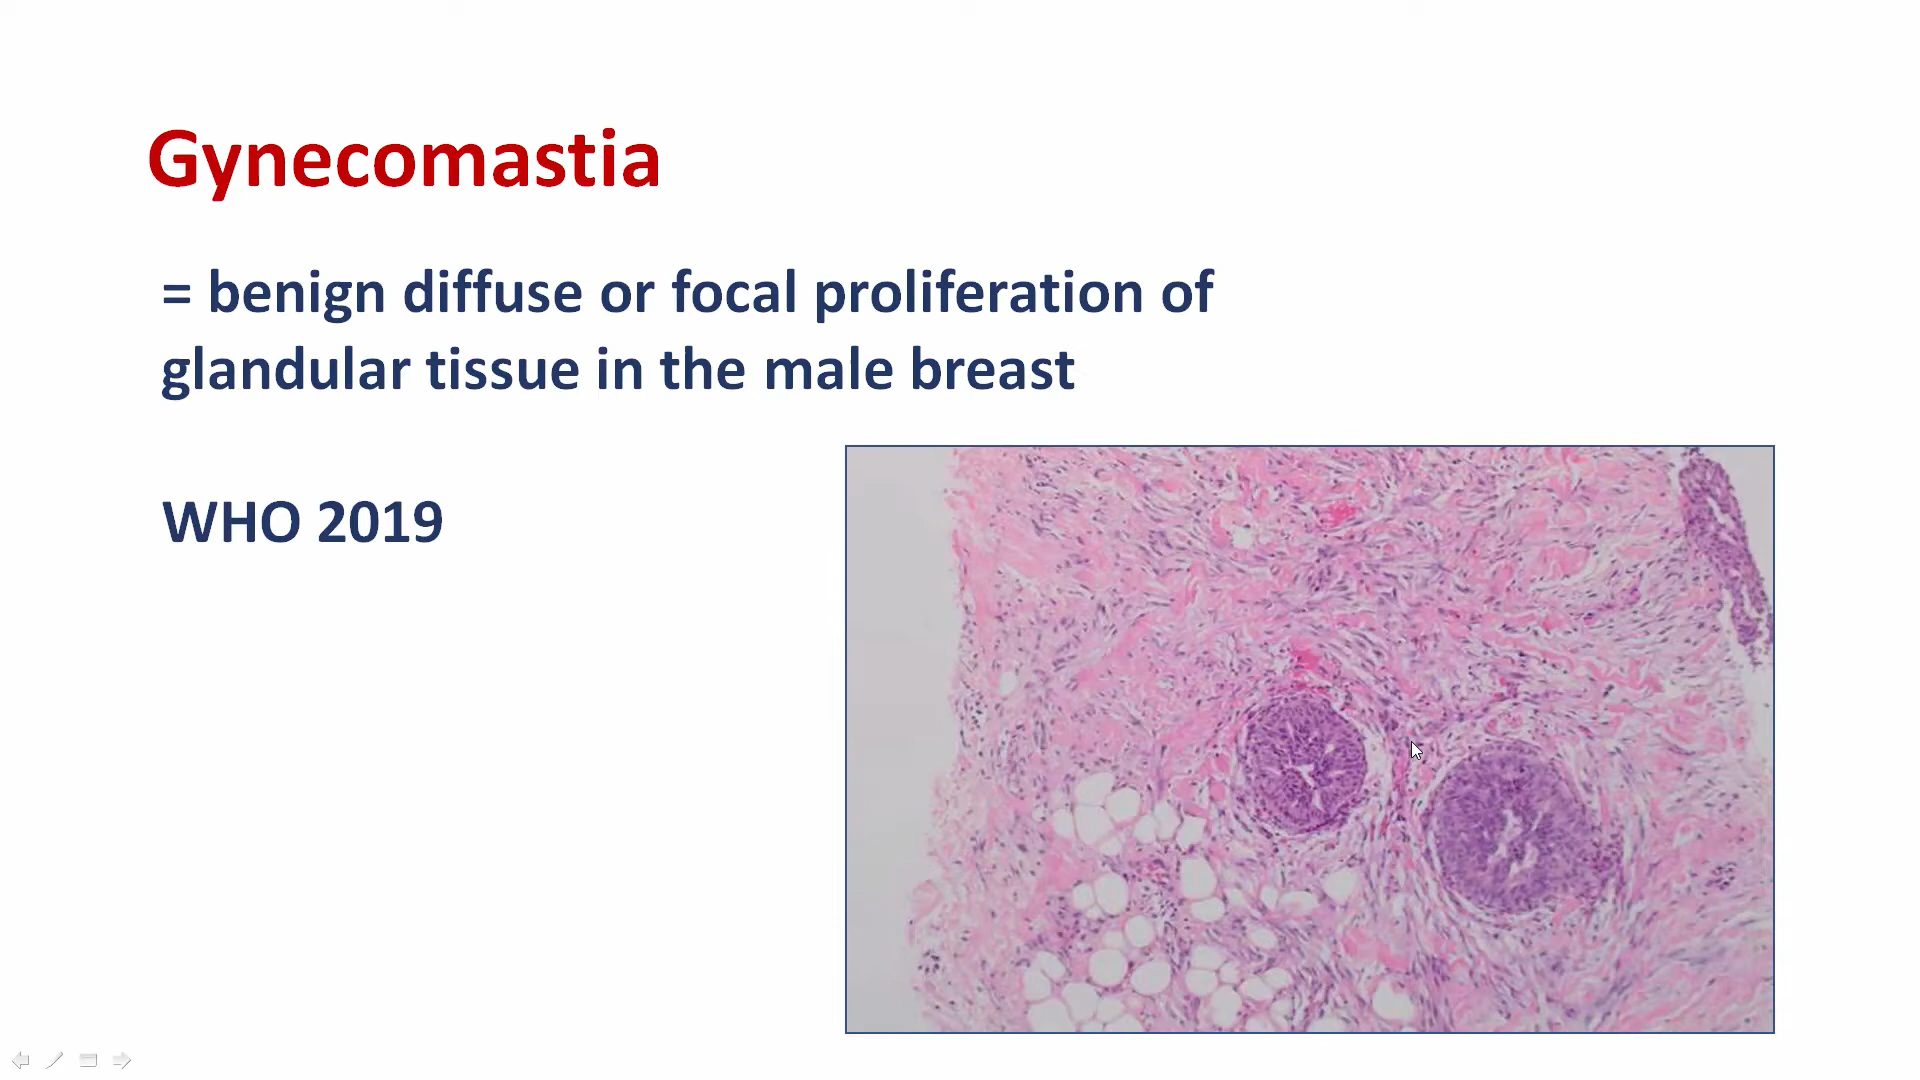 Gynecomastia
= benign diffuse or focal proliferation of
glandular tissue in the male breast
WHO 2019